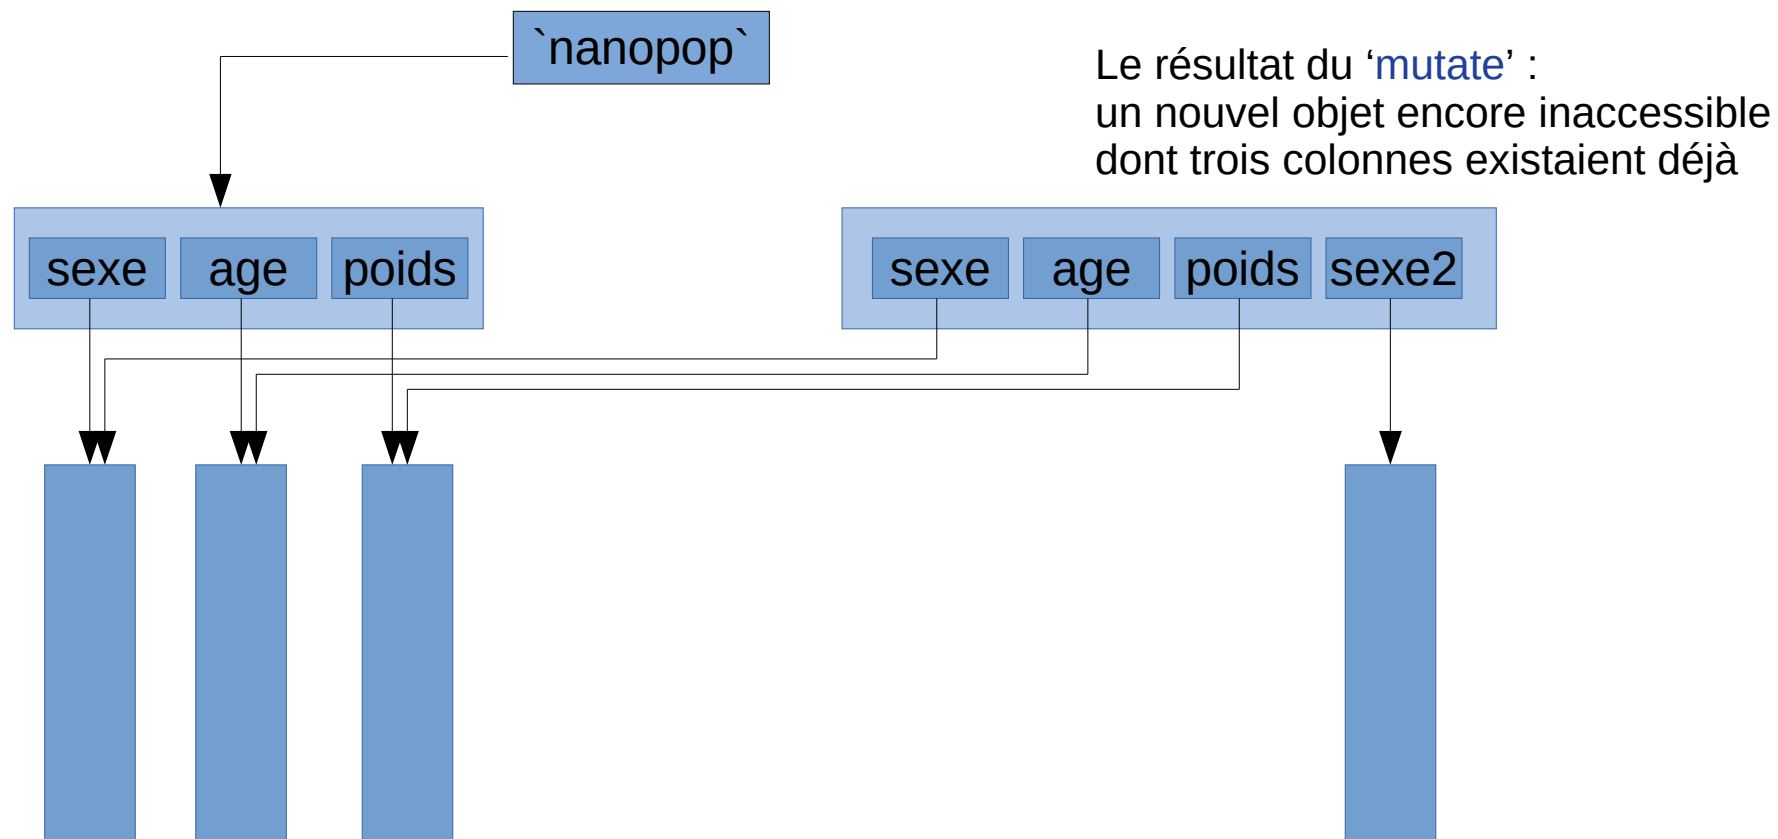 `nanopop`
Le résultat du ‘mutate’ :
un nouvel objet encore inaccessible
dont trois colonnes existaient déjà
sexe age poids
sexe age poids sexe2